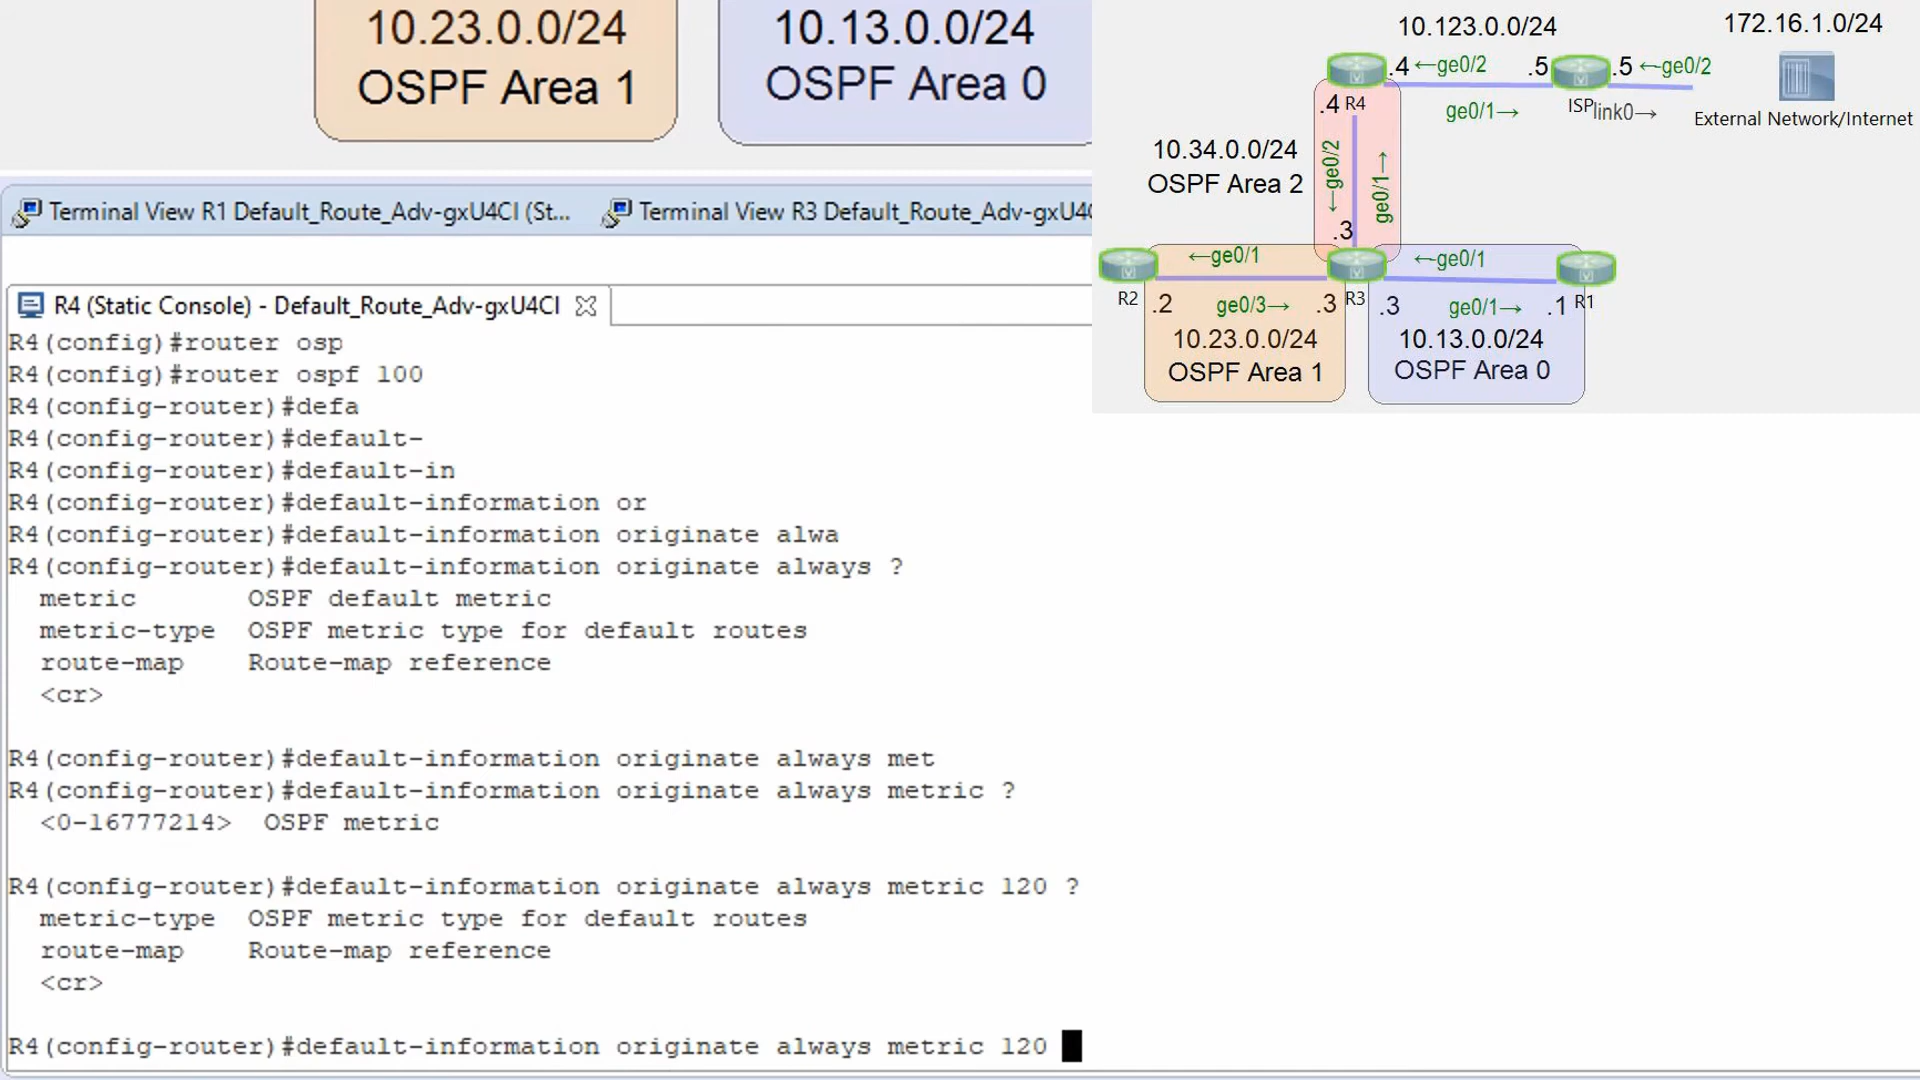 10.23.0.0/24
OSPF Area 1
10.13.0.0/24
OSPF Area 0
10.123.0.0/24
172.16.1.0/24
.4 ←ge0/2
.5
.5 ←ge0/2
.4 R4
ge0/1→
ISP
link0→
External Network/Internet
10.34.0.0/24
OSPF Area 2
←ge0/2
ge0/1→
.3
←ge0/1
←ge0/1
R2
.2
ge0/3→
.3
R3
.3
ge0/1→
.1
R1
10.23.0.0/24
OSPF Area 1
10.13.0.0/24
OSPF Area 0
Terminal View R1 Default_Route_Adv-gxU4CI (St...
Terminal View R3 Default_Route_Adv-gxU4
R4 (Static Console) - Default_Route_Adv-gxU4CI
R4(config)#router osp
R4(config)#router ospf 100
R4(config-router)#defa
R4(config-router)#default-
R4(config-router)#default-in
R4(config-router)#default-information or
R4(config-router)#default-information originate alwa
R4(config-router)#default-information originate always ?
metric OSPF default metric
metric-type OSPF metric type for default routes
route-map Route-map reference
<cr>
R4(config-router)#default-information originate always met
R4(config-router)#default-information originate always metric ?
<0-16777214> OSPF metric
R4(config-router)#default-information originate always metric 120 ?
metric-type OSPF metric type for default routes
route-map Route-map reference
<cr>
R4(config-router)#default-information originate always metric 120